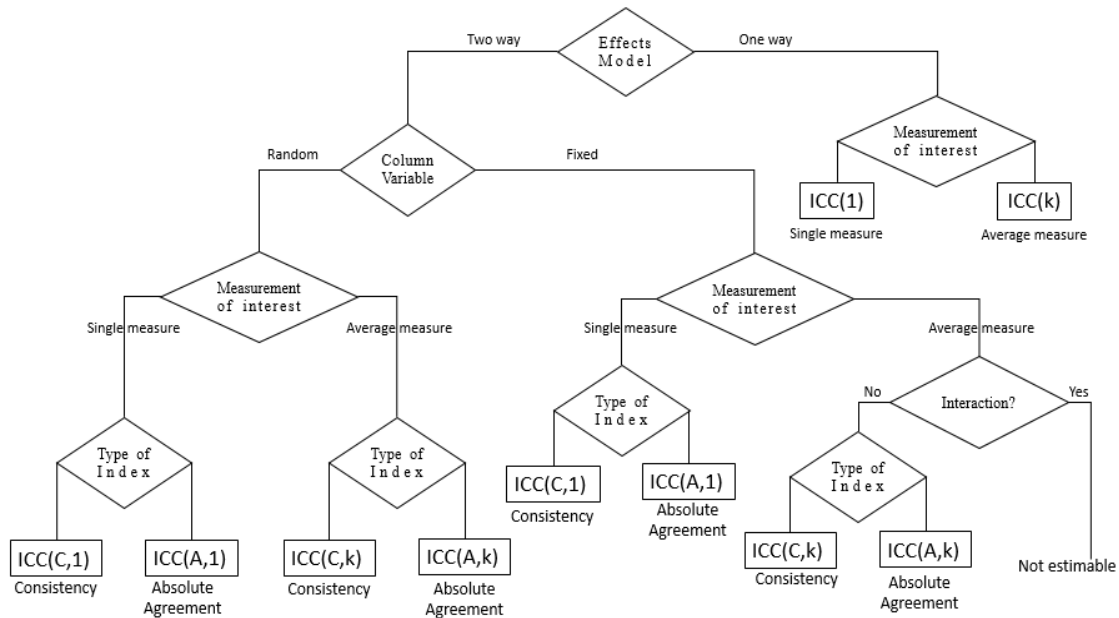 Two way
Effects
Model
One way
Measurement
of interest
Random
Column
Variable
Fixed
ICC(1)
ICC(k)
Single measure
Average measure
Measurement
of interest
Measurement
of interest
Single measure
Average measure
Single measure
Average measure
No
Interaction?
Yes
Type of
Index
Type of
Index
Type of
Index
Type of
Index
ICC(C,1)
Consistency
ICC(A,1)
Absolute
Agreement
ICC(C,1)
Consistency
ICC(A,1)
Absolute
Agreement
ICC(C,k)
Consistency
ICC(A,k)
Absolute
Agreement
ICC(C,k)
Consistency
ICC(A,k)
Absolute
Agreement
Not estimable